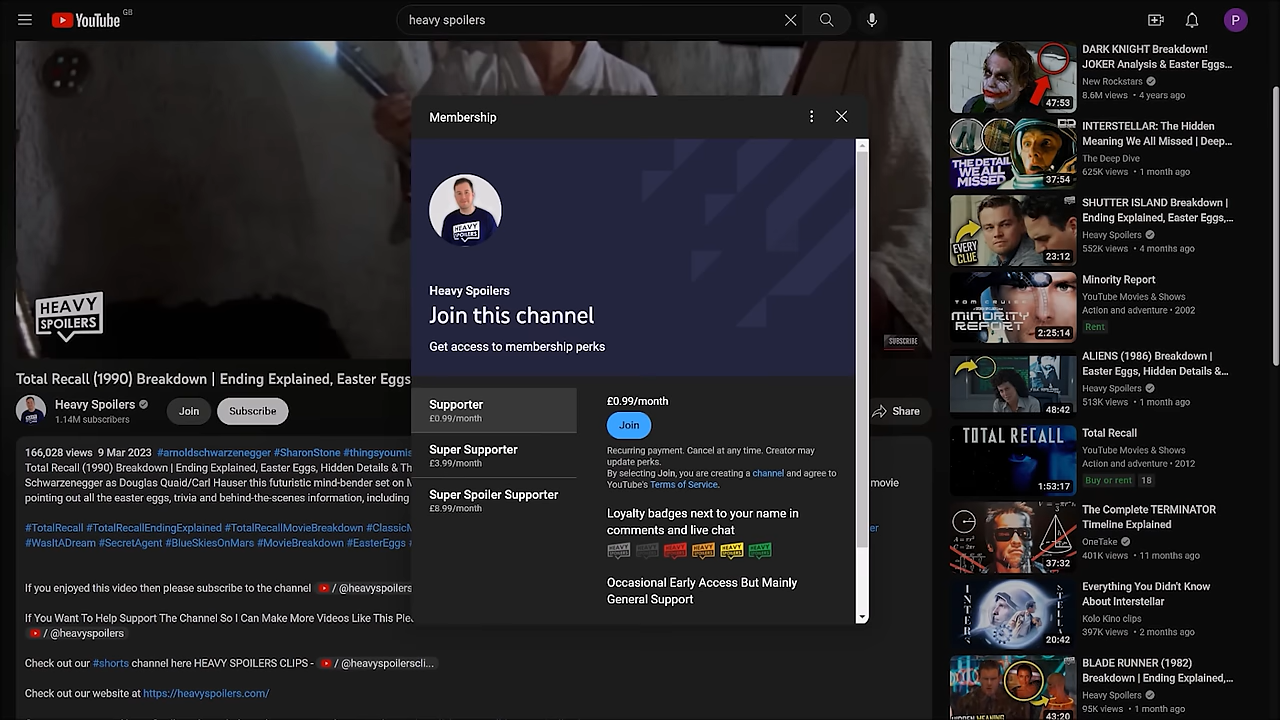 YouTube
GB
heavy spoilers
P
HEAVY
SPOILERS
SUBSCRIBE
Total Recall (1990) Breakdown | Ending Explained, Easter Eggs
Heavy Spoilers
1.14M subscribers
Join
Subscribe
Share
166,028 views 9 Mar 2023 #arnoldschwarzenegger #SharonStone #thingsyoumis
Total Recall (1990) Breakdown | Ending Explained, Easter Eggs, Hidden Details & Th
Schwarzenegger as Douglas Quaid/Carl Hauser this futuristic mind-bender set on M
movie
pointing out all the easter eggs, trivia and behind-the-scenes information, including
#TotalRecall #TotalRecallEndingExplained #TotalRecallMovieBreakdown #ClassicM
er
#WasItADream #SecretAgent #BlueSkiesOnMars #MovieBreakdown #EasterEggs #
If you enjoyed this video then please subscribe to the channel / @heavyspoilers
If You Want To Help Support The Channel So I Can Make More Videos Like This Ple
/ @heavyspoilers
Check out our #shorts channel here HEAVY SPOILERS CLIPS - / @heavyspoilerscli...
Check out our website at https://heavyspoilers.com/
Membership
HEAVY
SPOILERS
Heavy Spoilers
Join this channel
Get access to membership perks
Supporter
£0.99/month
Super Supporter
£3.99/month
Super Spoiler Supporter
£8.99/month
£0.99/month
Join
Recurring payment. Cancel at any time. Creator may
update perks.
By selecting Join, you are creating a channel and agree to
YouTube's Terms of Service.
Loyalty badges next to your name in
comments and live chat
Occasional Early Access But Mainly
General Support
47:53
DARK KNIGHT Breakdown!
JOKER Analysis & Easter Eggs...
New Rockstars
8.6M views • 4 years ago
THE DETAIL
WE ALL
MISSED
37:54
INTERSTELLAR: The Hidden
Meaning We All Missed | Deep...
The Deep Dive
625K views • 1 month ago
EVERY
CLUE
23:12
SHUTTER ISLAND Breakdown |
Ending Explained, Easter Eggs,...
Heavy Spoilers
552K views • 4 months ago
TOM CRUISE
MINORITY
REPORT
2:25:14
Minority Report
YouTube Movies & Shows
Action and adventure • 2002
Rent
48:42
ALIENS (1986) Breakdown |
Easter Eggs, Hidden Details &...
Heavy Spoilers
513K views • 1 month ago
TOTAL RECALL
1:53:17
Total Recall
YouTube Movies & Shows
Action and adventure • 2012
Buy or rent 18
37:32
The Complete TERMINATOR
Timeline Explained
OneTake
401K views • 11 months ago
INTERS
STELLA
20:42
Everything You Didn't Know
About Interstellar
Kolo Kino clips
397K views • 2 months ago
HIDDEN MEANING
43:20
BLADE RUNNER (1982)
Breakdown | Ending Explained,...
Heavy Spoilers
95K views • 1 month ago